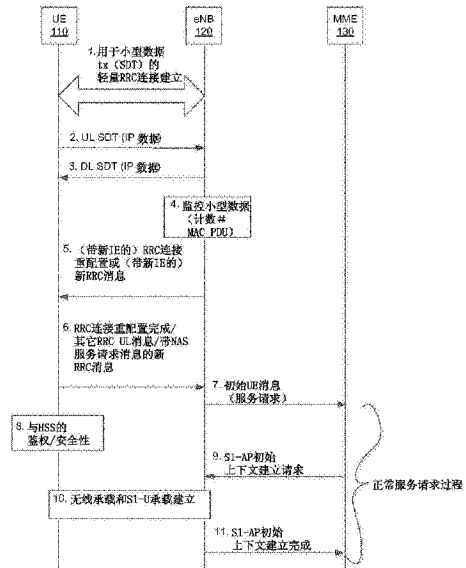 UE
110
eNB
120
MME
130
1.用于小型数据
tx（SDT）的
轻量RRC连接建立
2. UL SDT (IP 数据)
3. DL SDT (IP 数据)
4. 监控小型数据
（计数＃
MAC PDU）
5. （带新IE的）RRC连接
重配置或（带新IE的）
新RRC消息
6. RRC连接重配置完成/
其它RRC UL消息/带NAS
服务请求消息的新
RRC消息
7. 初始UE消息
（服务请求）
8. 与HSS的
鉴权/安全性
9. S1-AP初始
上下文建立请求
正常服务请求过程
10. 无线承载和S1-U承载建立
11. S1-AP初始
上下文建立完成